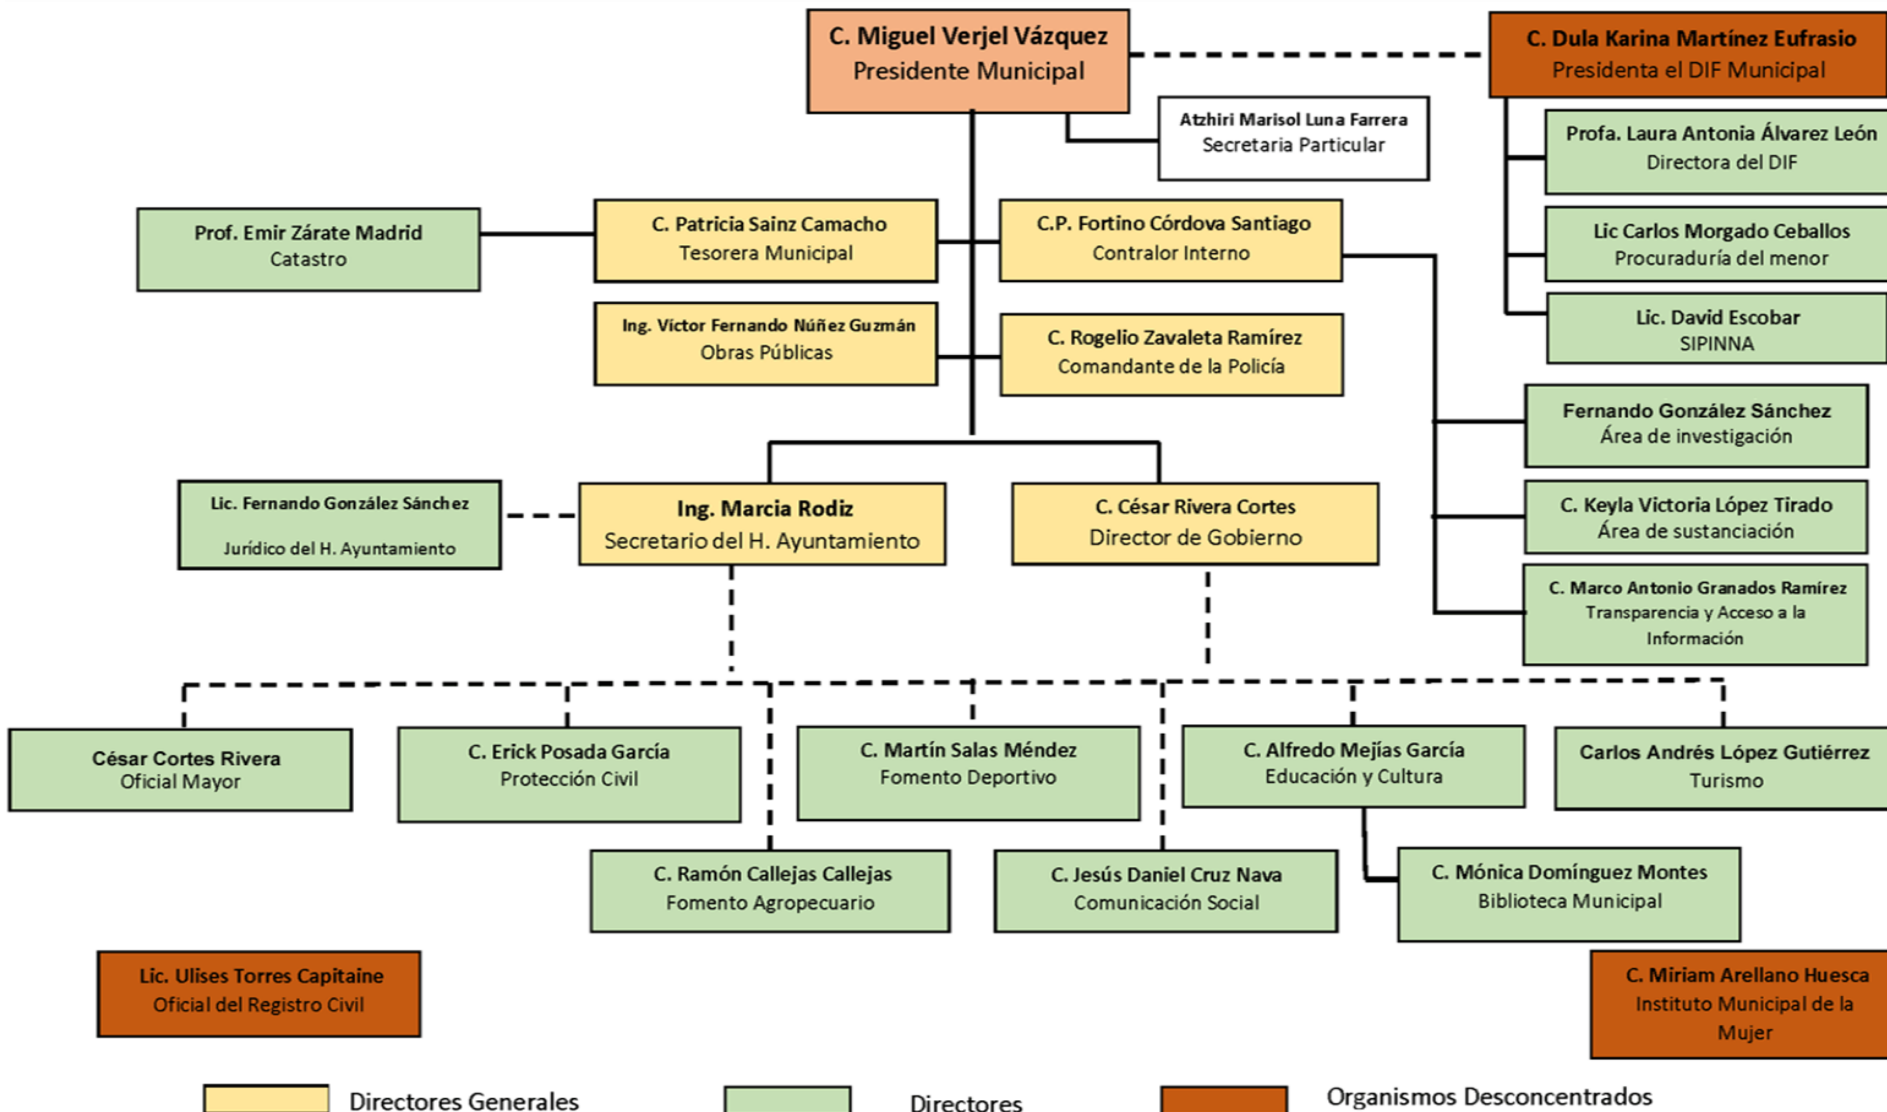 C. Miguel Verjel Vázquez
Presidente Municipal
C. Dula Karina Martínez Eufrasio
Presidenta el DIF Municipal
Atzhiri Marisol Luna Farrera
Secretaria Particular
Profa. Laura Antonia Álvarez León
Directora del DIF
Prof. Emir Zárate Madrid
Catastro
C. Patricia Sainz Camacho
Tesorera Municipal
C.P. Fortino Córdova Santiago
Contralor Interno
Lic Carlos Morgado Ceballos
Procuraduría del menor
Ing. Víctor Fernando Núñez Guzmán
Obras Públicas
C. Rogelio Zavaleta Ramírez
Comandante de la Policía
Lic. David Escobar
SIPINNA
Fernando González Sánchez
Área de investigación
Lic. Fernando González Sánchez
Jurídico del H. Ayuntamiento
Ing. Marcia Rodiz
Secretario del H. Ayuntamiento
C. César Rivera Cortes
Director de Gobierno
C. Keyla Victoria López Tirado
Área de sustanciación
C. Marco Antonio Granados Ramírez
Transparencia y Acceso a la
Información
César Cortes Rivera
Oficial Mayor
C. Erick Posada García
Protección Civil
C. Martín Salas Méndez
Fomento Deportivo
C. Alfredo Mejías García
Educación y Cultura
Carlos Andrés López Gutiérrez
Turismo
C. Ramón Callejas Callejas
Fomento Agropecuario
C. Jesús Daniel Cruz Nava
Comunicación Social
C. Mónica Domínguez Montes
Biblioteca Municipal
Lic. Ulises Torres Capitaine
Oficial del Registro Civil
C. Miriam Arellano Huesca
Instituto Municipal de la
Mujer
Directores Generales
Directores
Organismos Desconcentrados